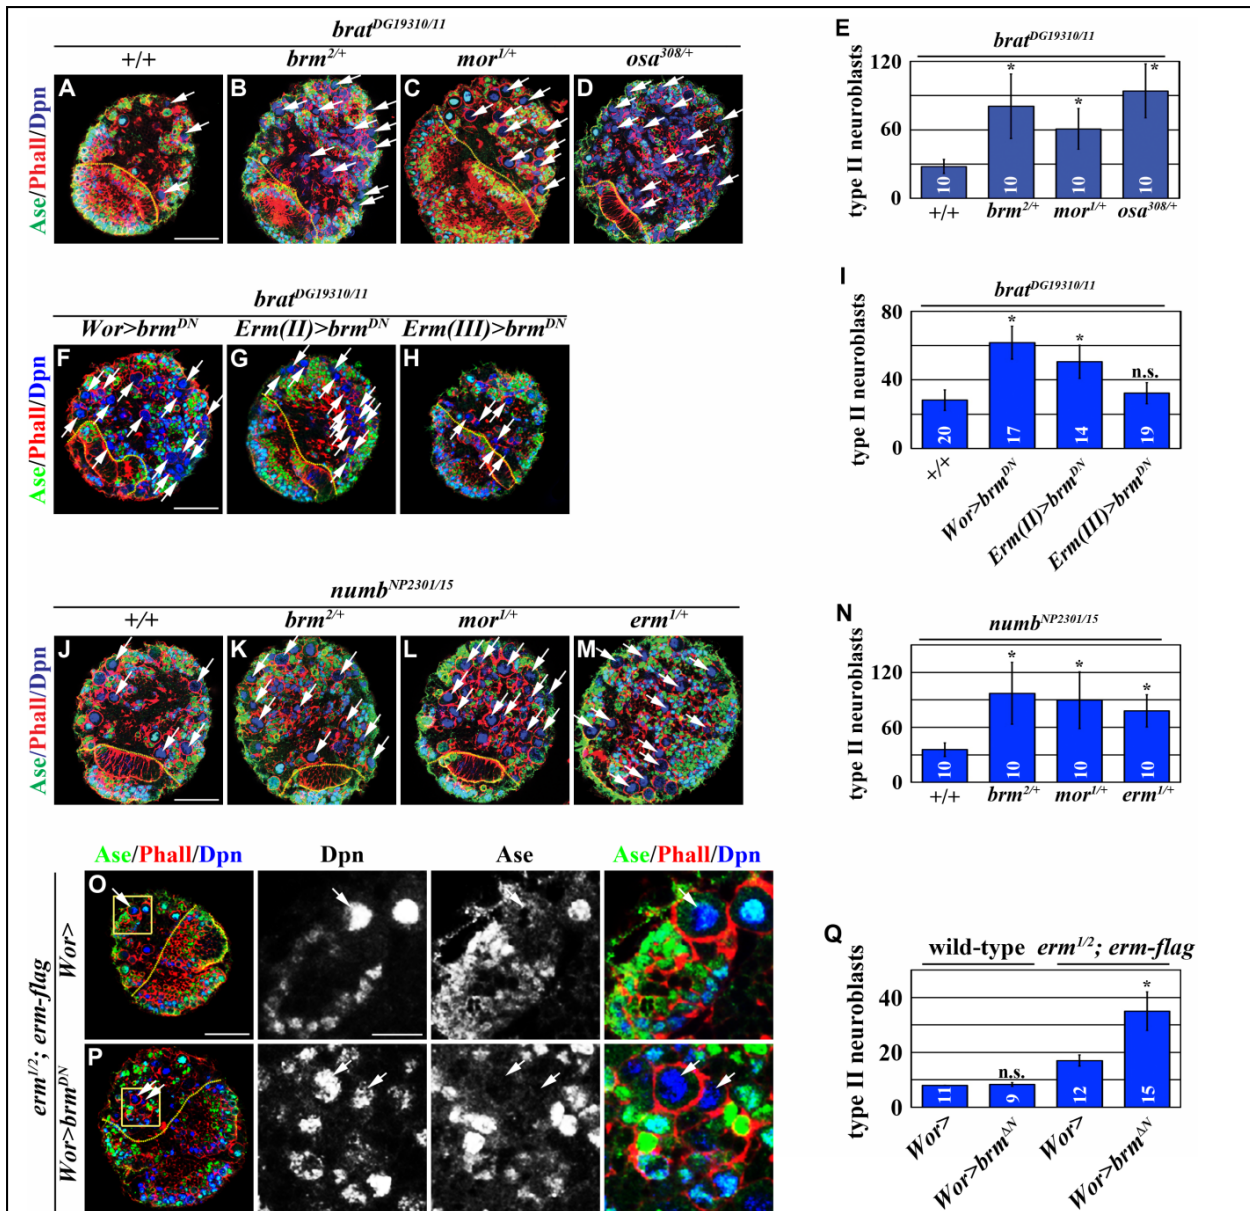 brat^DG19310/11
+/+ brm^2/+ mor^1/+ osa^308/+
A B C D
Ase/Phall/Dpn
E
brat^DG19310/11
type II neuroblasts
120
60
0
* * *
10 10 10 10
+/+ brm^2/+ mor^1/+ osa^308/+
brat^DG19310/11
Wor>brm^DN Erm(II)>brm^DN Erm(III)>brm^DN
F G H
Ase/Phall/Dpn
I
brat^DG19310/11
type II neuroblasts
80
40
0
* * n.s.
20 17 14 19
+/+ Wor>brm^DN Erm(II)>brm^DN Erm(III)>brm^DN
numb^NP2301/15
+/+ brm^2/+ mor^1/+ erm^1/+
J K L M
Ase/Phall/Dpn
N
numb^NP2301/15
type II neuroblasts
120
60
0
* * *
10 10 10 10
+/+ brm^2/+ mor^1/+ erm^1/+
Ase/Phall/Dpn Dpn Ase Ase/Phall/Dpn
erm^1/2; erm-flag
Wor>
O
Wor>brm^DN
P
Q
wild-type erm^1/2; erm-flag
type II neuroblasts
40
20
0
n.s. *
11 9 12 15
Wor> Wor>brm^ΔN Wor> Wor>brm^ΔN